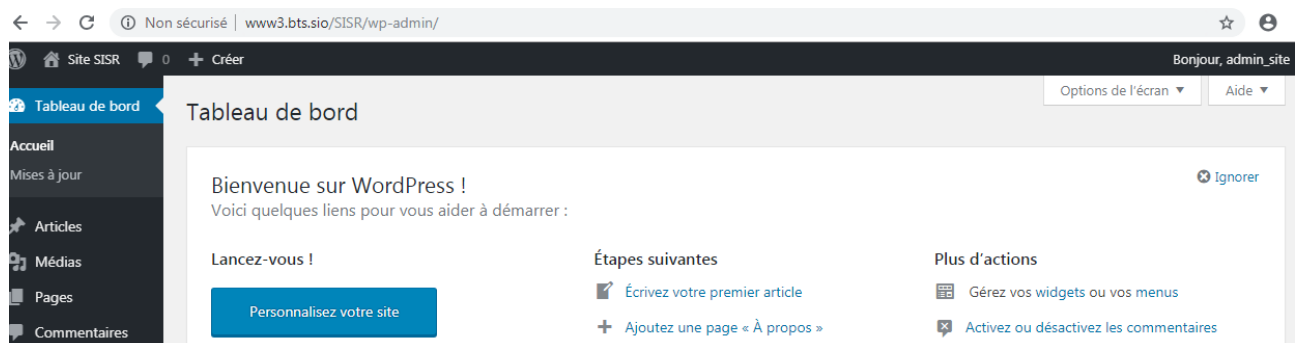 Non sécurisé | www3.bts.sio/SISR/wp-admin/
Site SISR 0 + Créer Bonjour, admin_site
Options de l'écran ▼ Aide ▼
Tableau de bord
Tableau de bord
Accueil
Mises à jour
Articles
Médias
Pages
Commentaires
Bienvenue sur WordPress !
Ignorer
Voici quelques liens pour vous aider à démarrer :
Lancez-vous !
Personnalisez votre site
Étapes suivantes
Écrivez votre premier article
Ajoutez une page « À propos »
Plus d'actions
Gérez vos widgets ou vos menus
Activez ou désactivez les commentaires